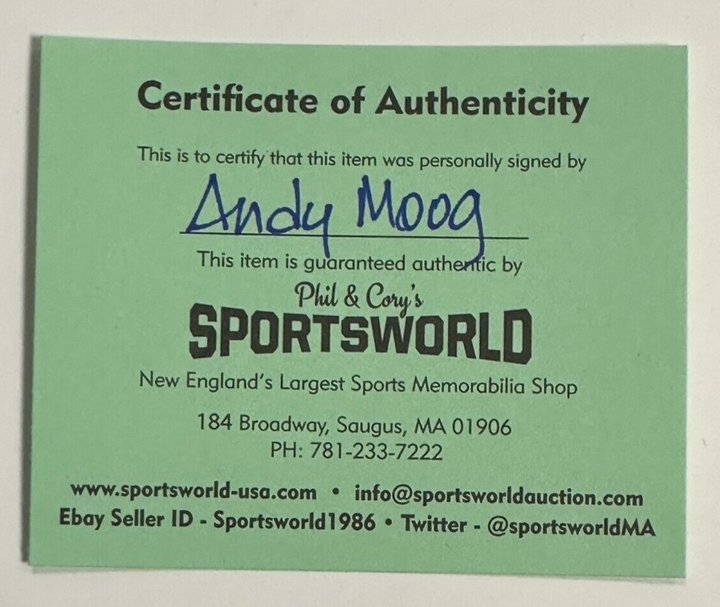 Certificate of Authenticity
This is to certify that this item was personally signed by
Andy Moog
This item is guaranteed authentic by
Phil & Cory's
SPORTSWORLD
New England's Largest Sports Memorabilia Shop
184 Broadway, Saugus, MA 01906
PH: 781-233-7222
www.sportsworld-usa.com • info@sportsworldauction.com
Ebay Seller ID - Sportsworld1986 • Twitter - @sportsworldMA